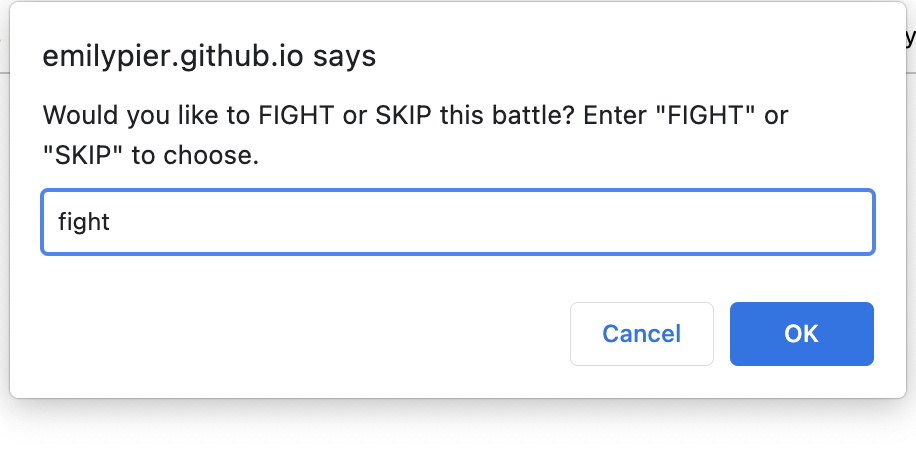 emilypier.github.io says
Would you like to FIGHT or SKIP this battle? Enter "FIGHT" or
"SKIP" to choose.
fight
Cancel
OK